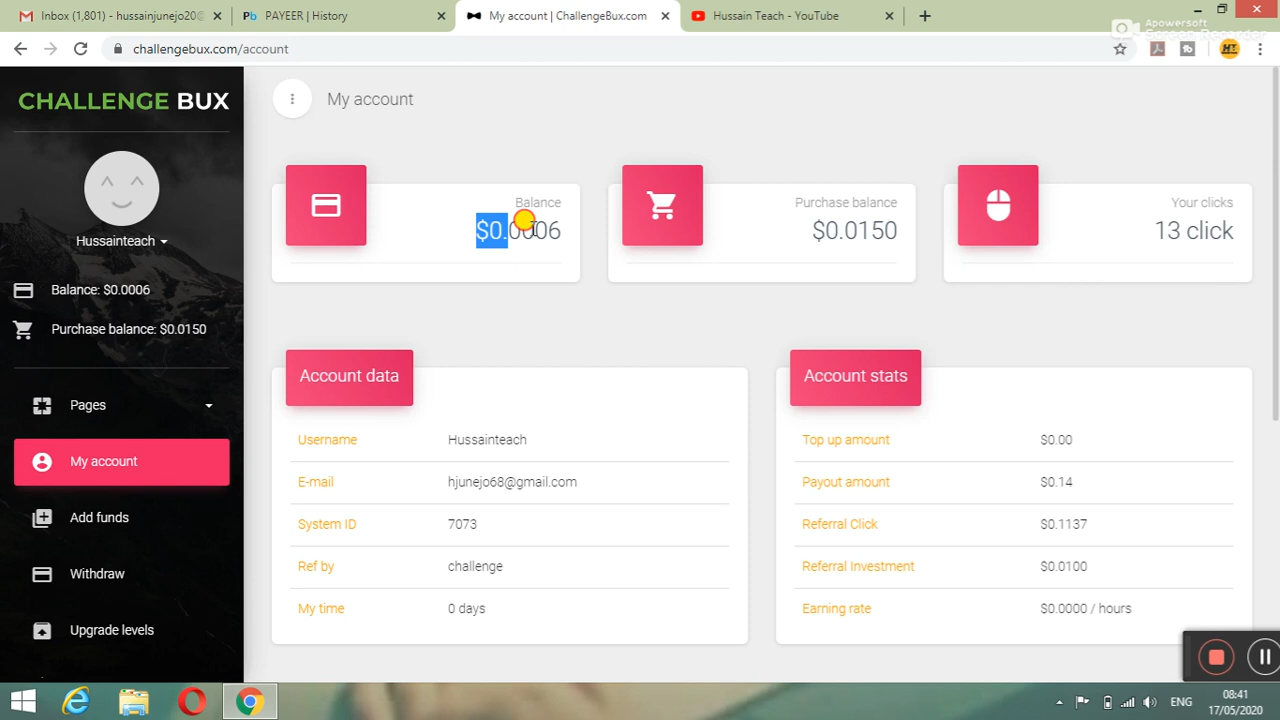 Inbox (1,801) - hussainjunejo20@
PAYEER | History
My account | ChallengeBux.com
Hussain Teach - YouTube
Apowersoft
Screen Recorder
challengebux.com/account
CHALLENGE BUX
Hussainteach
Balance: $0.0006
Purchase balance: $0.0150
Pages
My account
Add funds
Withdraw
Upgrade levels
My account
Balance
$0.0006
Purchase balance
$0.0150
Your clicks
13 click
Account data
Username Hussainteach
E-mail hjunejo68@gmail.com
System ID 7073
Ref by challenge
My time 0 days
Account stats
Top up amount $0.00
Payout amount $0.14
Referral Click $0.1137
Referral Investment $0.0100
Earning rate $0.0000 / hours
ENG
08:41
17/05/2020